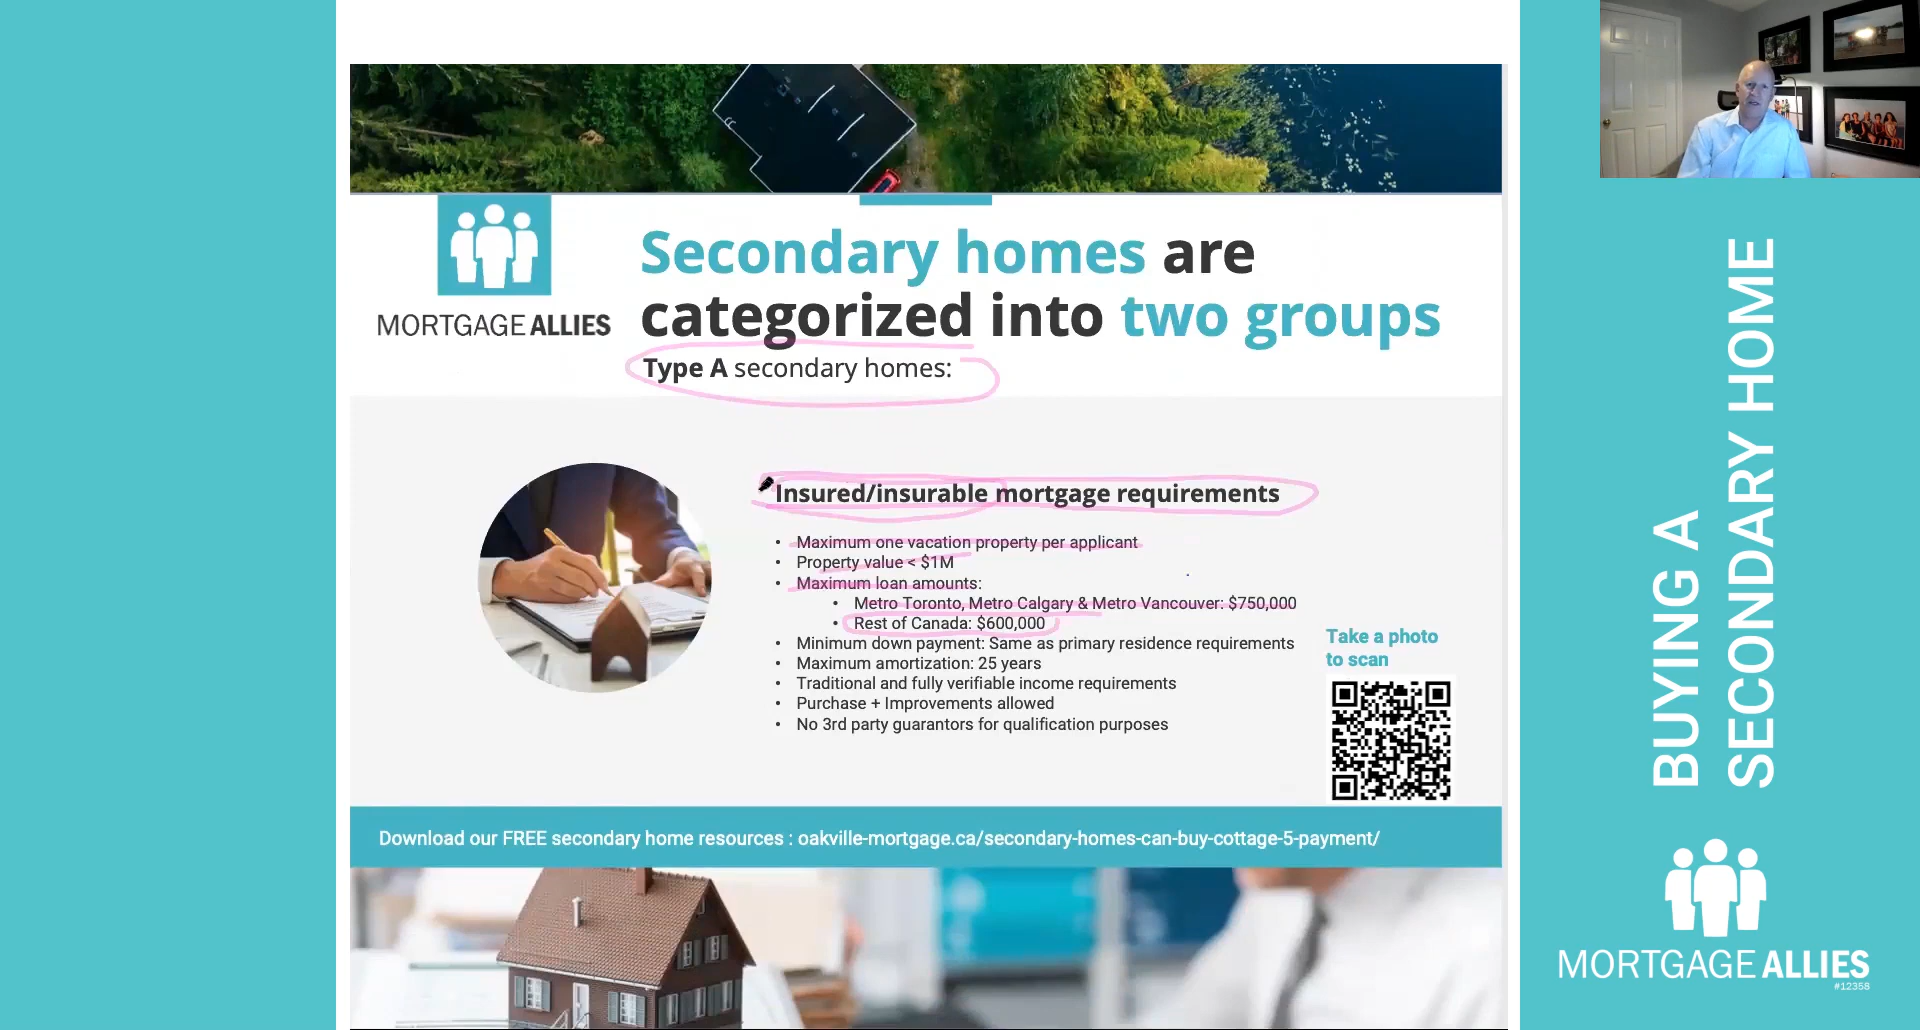 Secondary homes are
categorized into two groups
MORTGAGE ALLIES
Type A secondary homes:
Insured/insurable mortgage requirements
• Maximum one vacation property per applicant
• Property value < $1M
• Maximum loan amounts:
• Metro Toronto, Metro Calgary & Metro Vancouver: $750,000
• Rest of Canada: $600,000
• Minimum down payment: Same as primary residence requirements
• Maximum amortization: 25 years
• Traditional and fully verifiable income requirements
• Purchase + Improvements allowed
• No 3rd party guarantors for qualification purposes
Take a photo
to scan
Download our FREE secondary home resources : oakville-mortgage.ca/secondary-homes-can-buy-cottage-5-payment/
BUYING A
SECONDARY HOME
MORTGAGE ALLIES
#12358